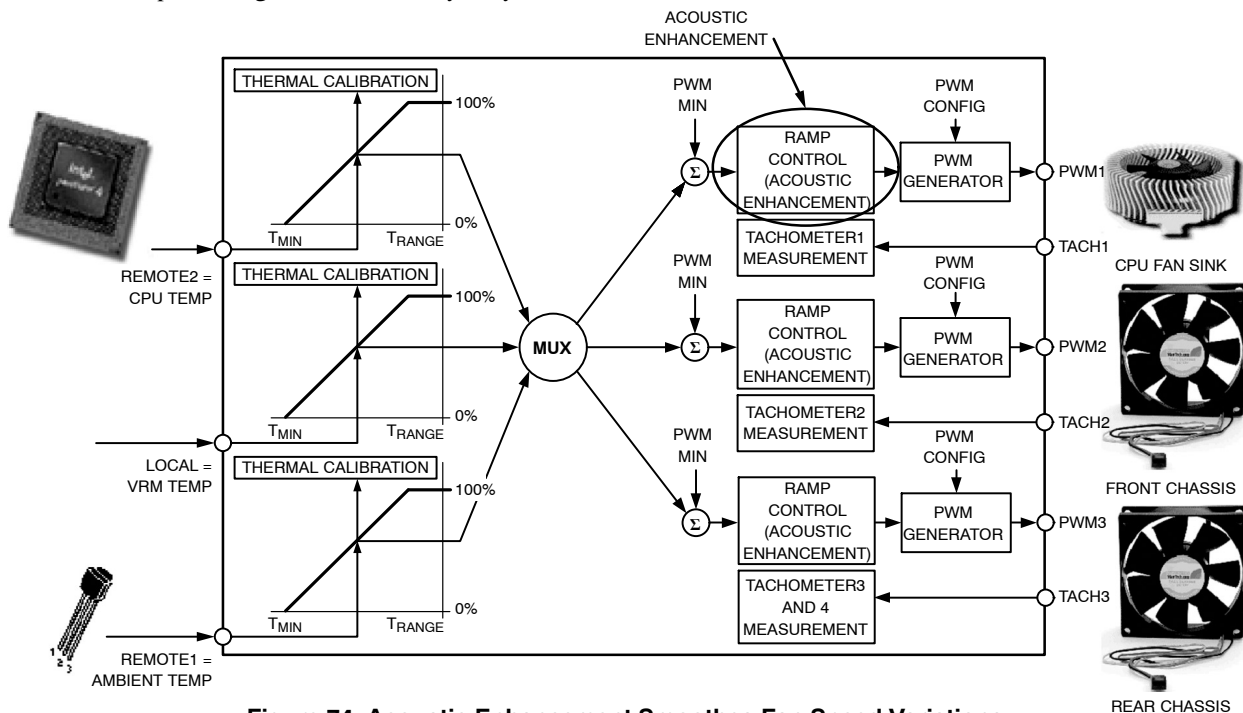 ACOUSTIC
ENHANCEMENT
THERMAL CALIBRATION
100%
0%
T_MIN
T_RANGE
REMOTE2 =
CPU TEMP
THERMAL CALIBRATION
100%
0%
T_MIN
T_RANGE
LOCAL =
VRM TEMP
THERMAL CALIBRATION
100%
0%
T_MIN
T_RANGE
1
2
3
REMOTE1 =
AMBIENT TEMP
MUX
PWM
MIN
Σ
RAMP
CONTROL
(ACOUSTIC
ENHANCEMENT)
PWM
CONFIG
PWM
GENERATOR
PWM1
TACHOMETER1
MEASUREMENT
TACH1
CPU FAN SINK
PWM
MIN
Σ
RAMP
CONTROL
(ACOUSTIC
ENHANCEMENT)
PWM
CONFIG
PWM
GENERATOR
PWM2
TACHOMETER2
MEASUREMENT
TACH2
FRONT CHASSIS
PWM
MIN
Σ
RAMP
CONTROL
(ACOUSTIC
ENHANCEMENT)
PWM
CONFIG
PWM
GENERATOR
PWM3
TACHOMETER3
AND 4
MEASUREMENT
TACH3
REAR CHASSIS